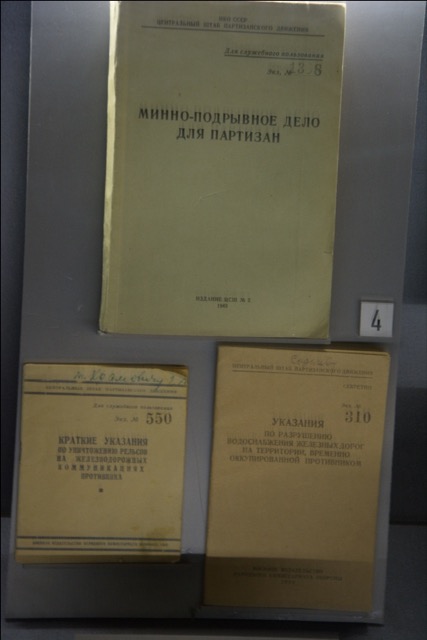 ЦЕНТРАЛЬНЫЙ ШТАБ ПАРТИЗАНСКОГО ДВИЖЕНИЯ
Для служебного пользования
Экз. №
МИННО-ПОДРЫВНОЕ ДЕЛО
ДЛЯ ПАРТИЗАН
4
ЦЕНТРАЛЬНЫЙ ШТАБ ПАРТИЗАНСКОГО ДВИЖЕНИЯ
Для служебного пользования
Экз. № 550
КРАТКИЕ УКАЗАНИЯ
ПО УНИЧТОЖЕНИЮ РЕЛЬСОВ
НА ЖЕЛЕЗНОДОРОЖНЫХ
КОММУНИКАЦИЯХ
ПРОТИВНИКА
ЦЕНТРАЛЬНЫЙ ШТАБ ПАРТИЗАНСКОГО ДВИЖЕНИЯ
Экз. №
310
УКАЗАНИЯ
ПО РАЗРУШЕНИЮ
ВОДОСНАБЖЕНИЯ ЖЕЛЕЗНЫХ ДОРОГ
НА ТЕРРИТОРИИ, ВРЕМЕННО
ОККУПИРОВАННОЙ ПРОТИВНИКОМ